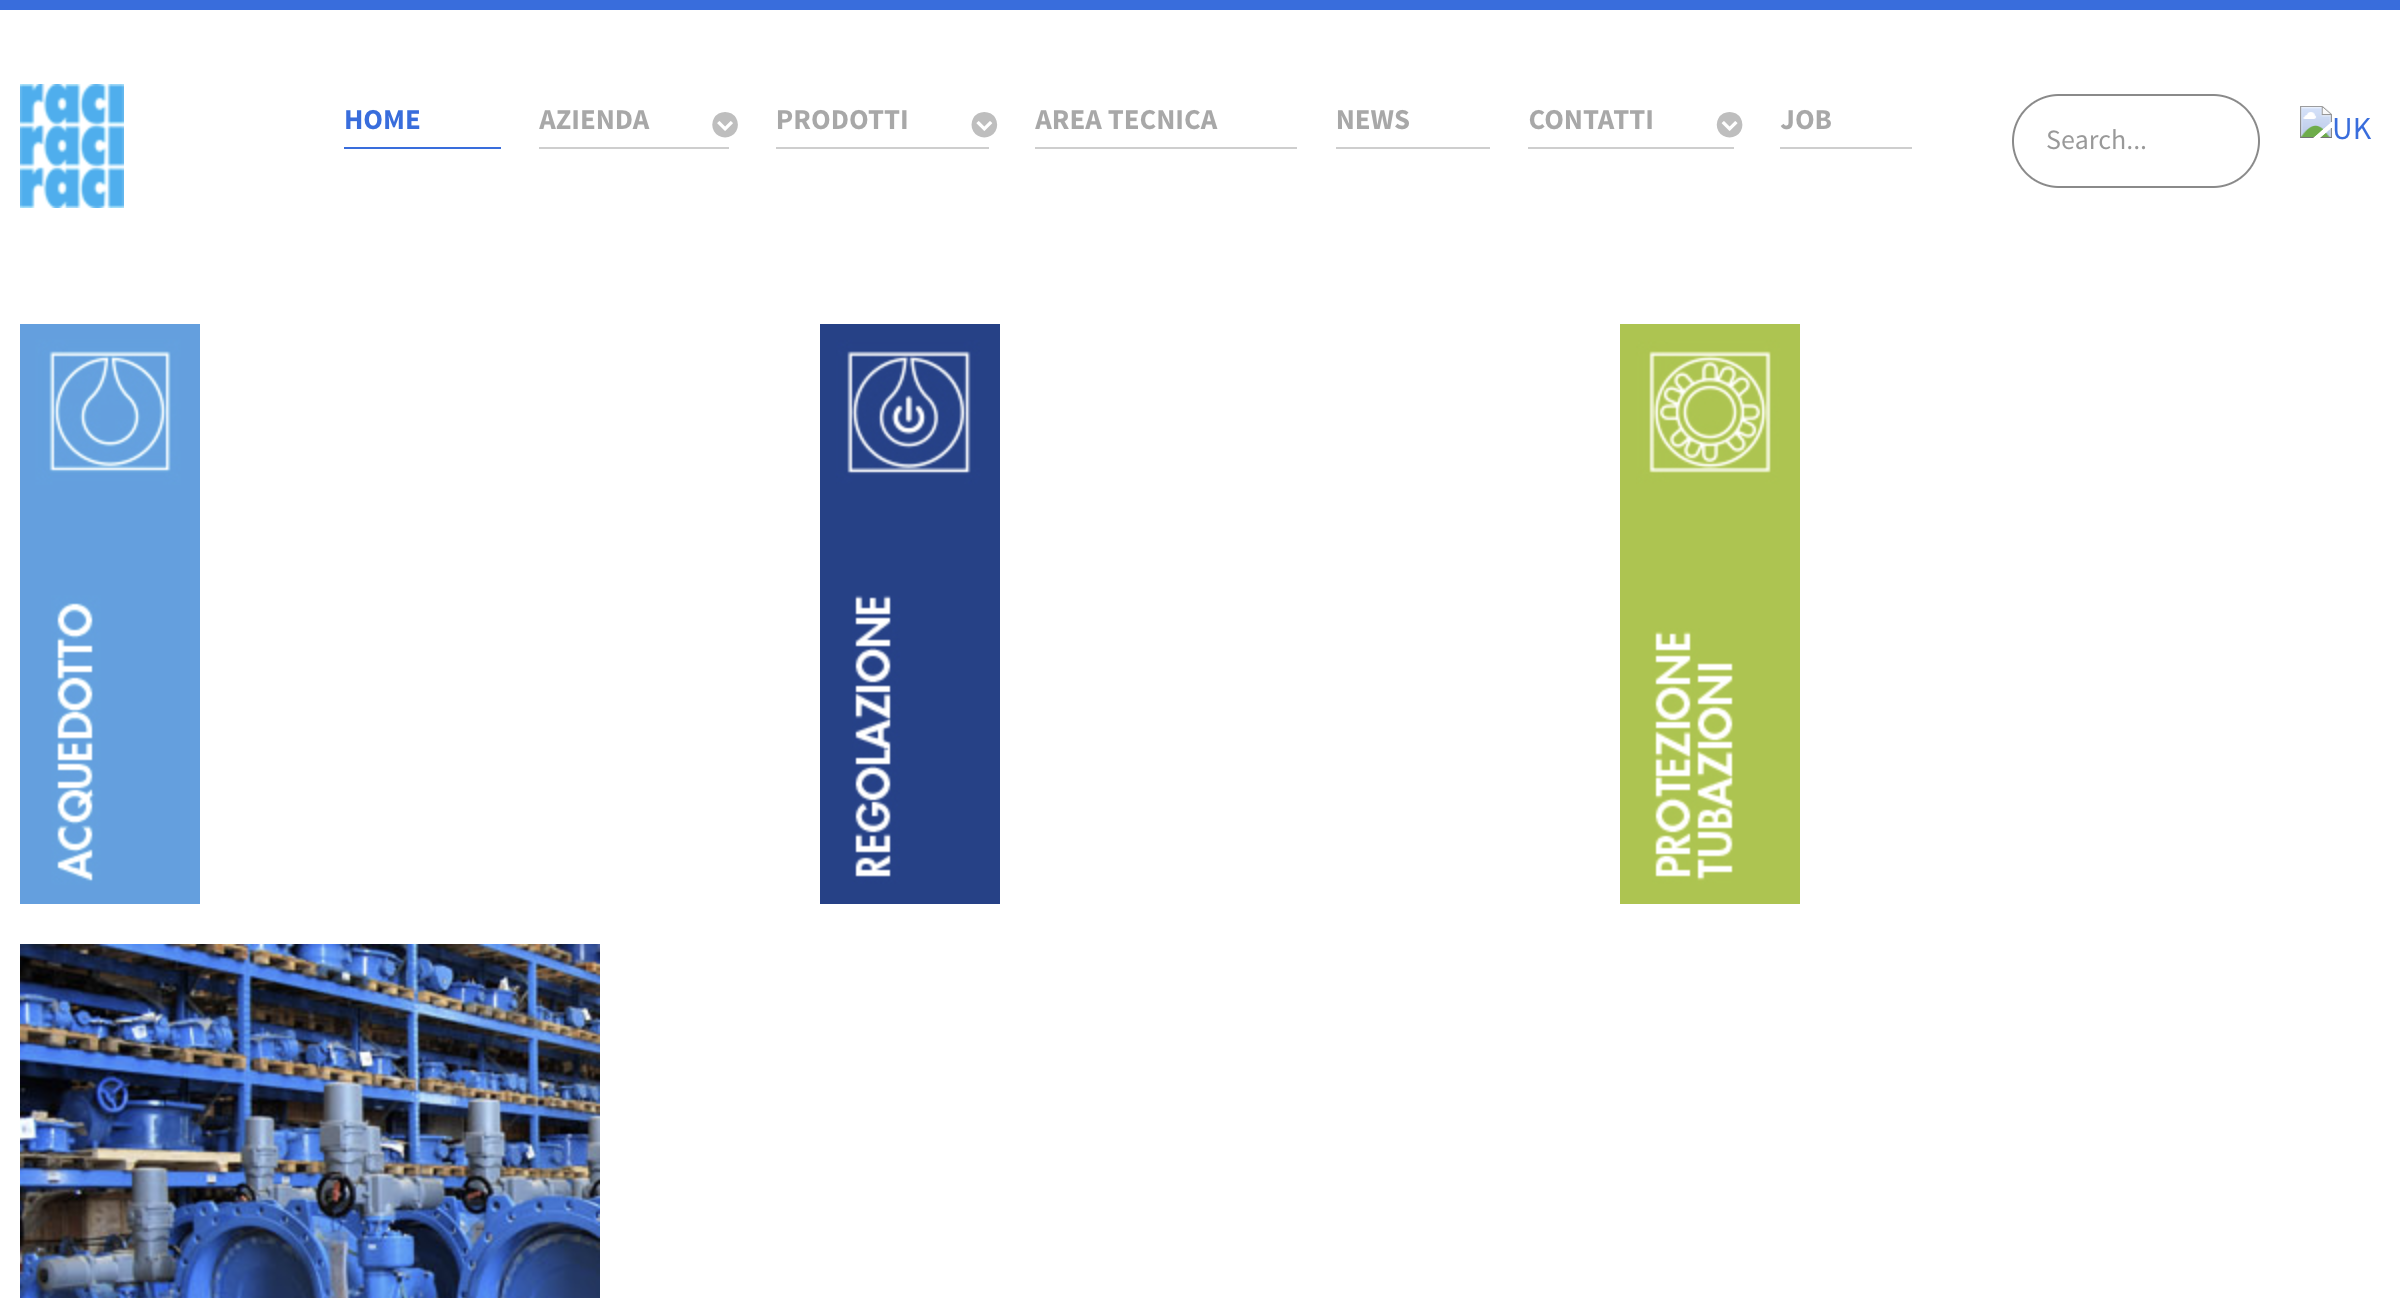 raci
raci
raci
HOME
AZIENDA
PRODOTTI
AREA TECNICA
NEWS
CONTATTI
JOB
Search...
UK
ACQUEDOTTO
REGOLAZIONE
PROTEZIONE
TUBAZIONI